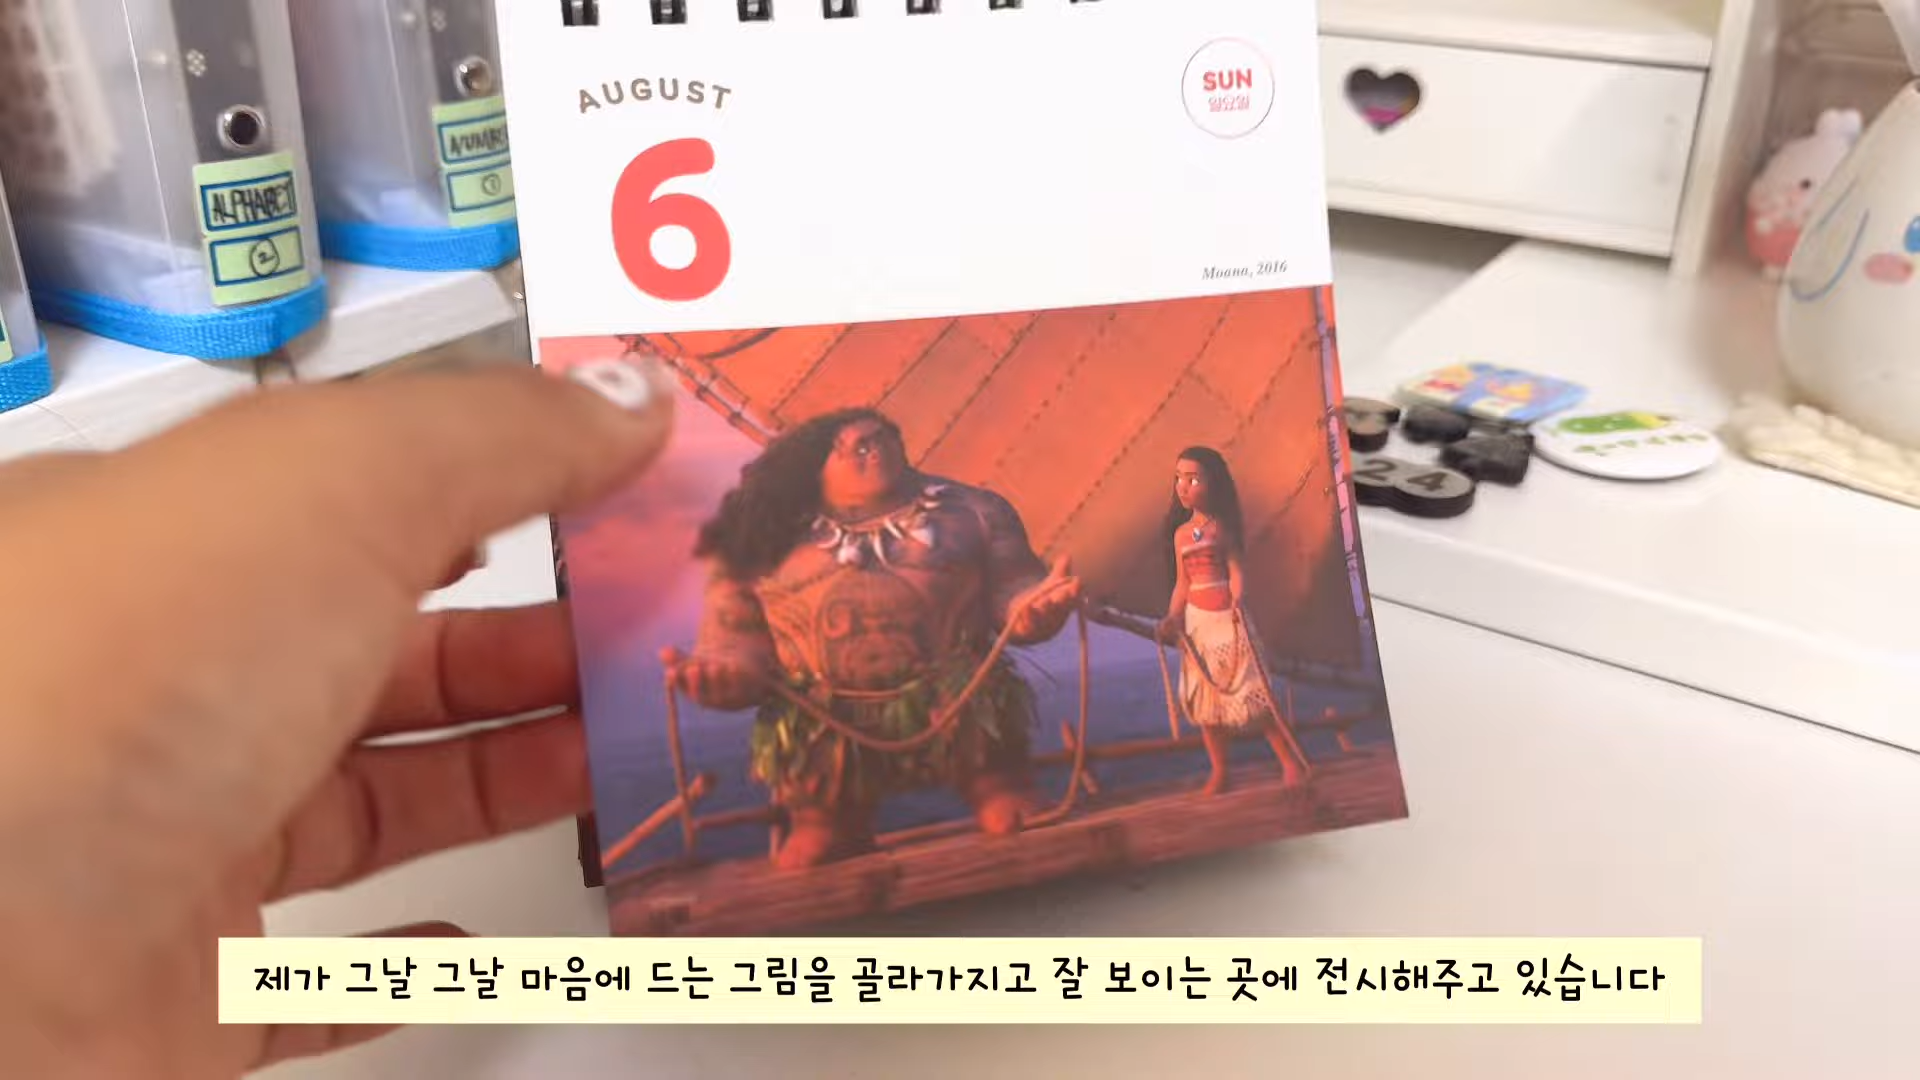 AUGUST
SUN
일요일
6
Moana, 2016
ALPHABET
2
1
24
제가 그날 그날 마음에 드는 그림을 골라가지고 잘 보이는 곳에 전시해주고 있습니다